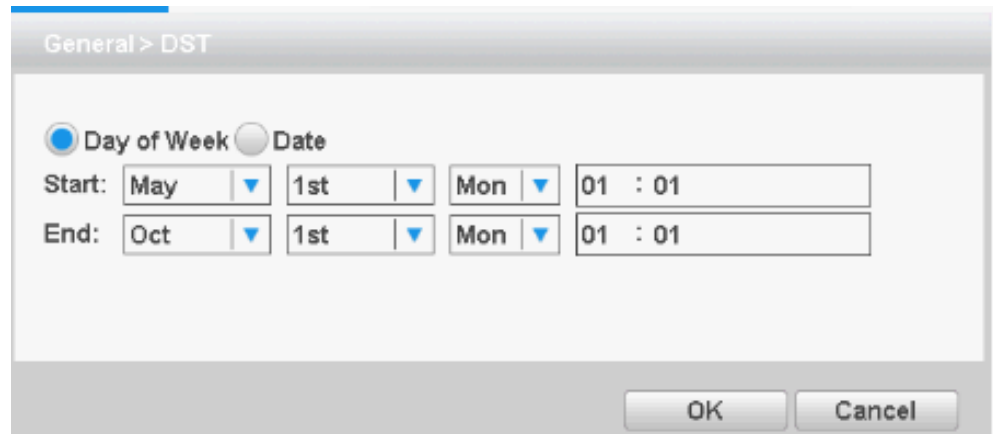 General > DST
Day of Week Date
Start: May 1st Mon 01 : 01
End: Oct 1st Mon 01 : 01
OK Cancel